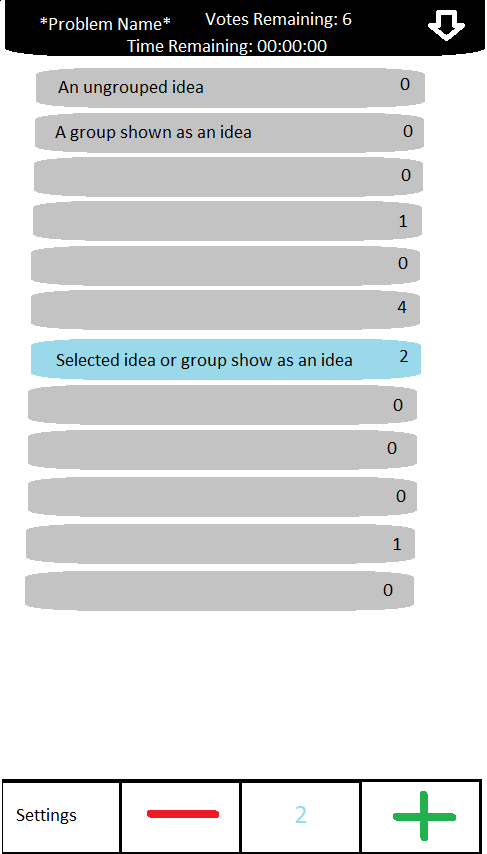 *Problem Name* Votes Remaining: 6
Time Remaining: 00:00:00
An ungrouped idea 0
A group shown as an idea 0
0
1
0
4
Selected idea or group show as an idea 2
0
0
0
1
0
Settings 2